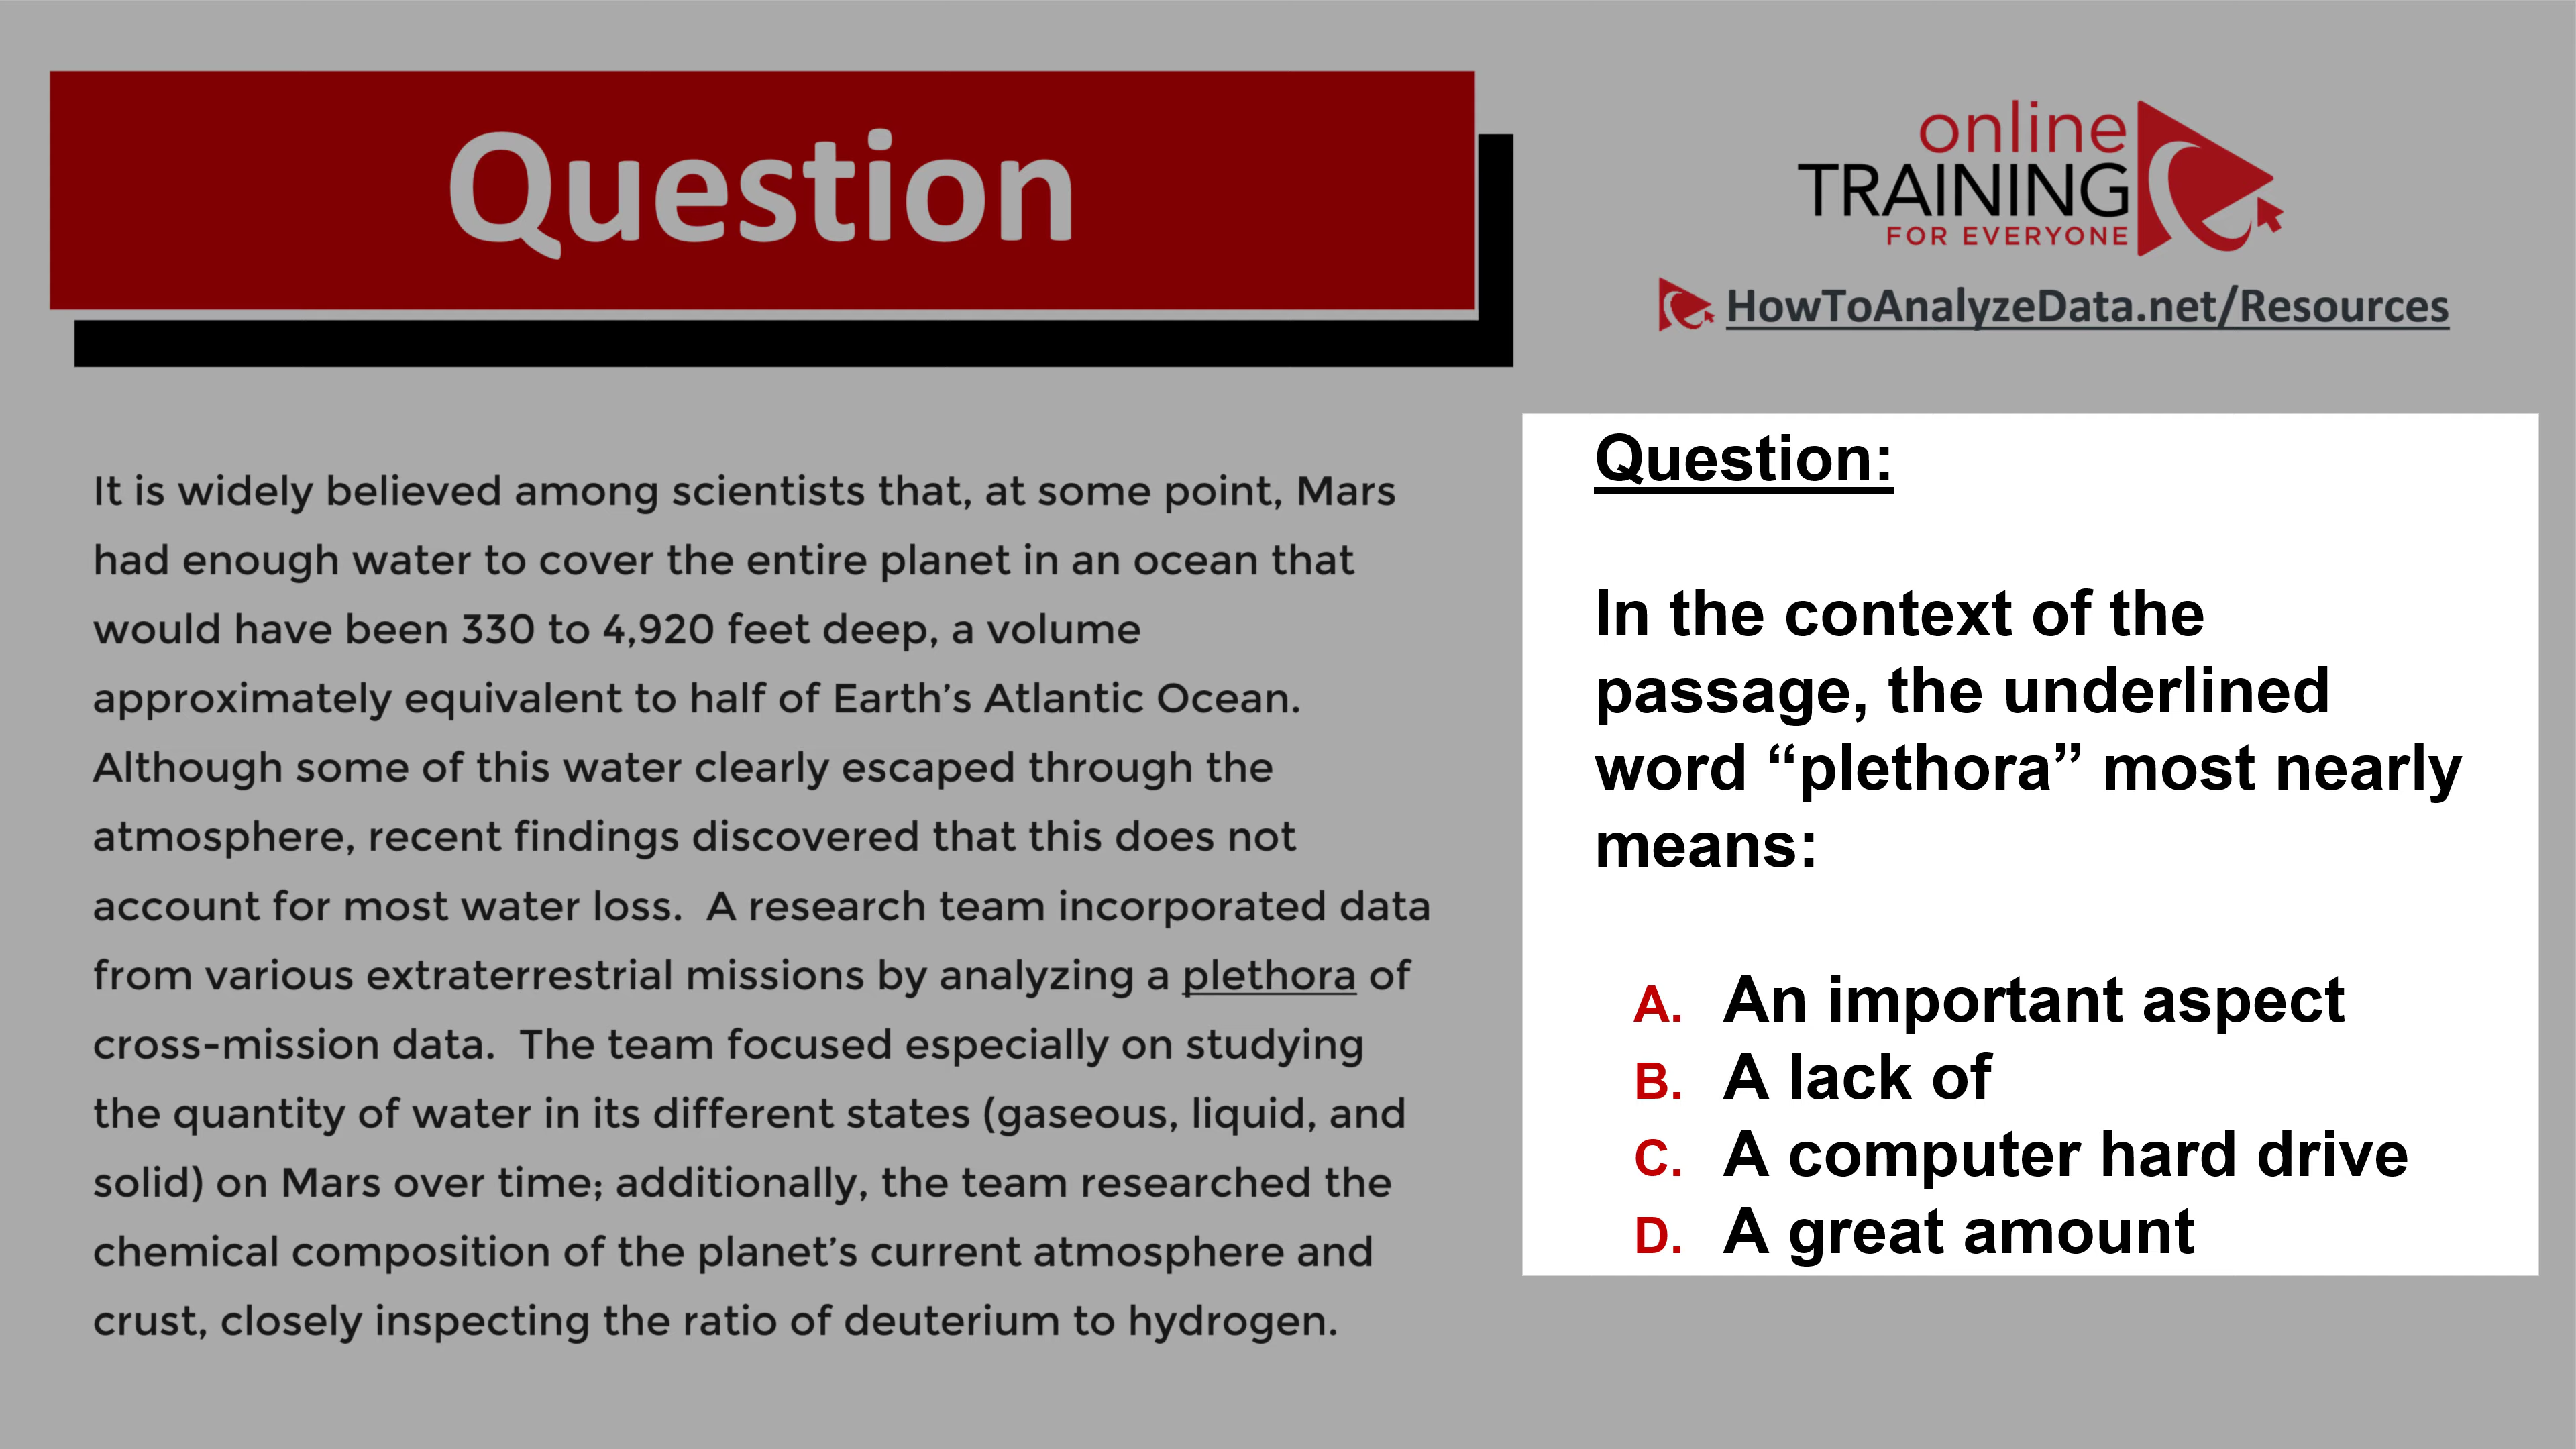 Question
online
TRAINING
FOR EVERYONE
HowToAnalyzeData.net/Resources
It is widely believed among scientists that, at some point, Mars
had enough water to cover the entire planet in an ocean that
would have been 330 to 4,920 feet deep, a volume
approximately equivalent to half of Earth’s Atlantic Ocean.
Although some of this water clearly escaped through the
atmosphere, recent findings discovered that this does not
account for most water loss.  A research team incorporated data
from various extraterrestrial missions by analyzing a plethora of
cross-mission data.  The team focused especially on studying
the quantity of water in its different states (gaseous, liquid, and
solid) on Mars over time; additionally, the team researched the
chemical composition of the planet’s current atmosphere and
crust, closely inspecting the ratio of deuterium to hydrogen.
Question:
In the context of the
passage, the underlined
word “plethora” most nearly
means:
A. An important aspect
B. A lack of
C. A computer hard drive
D. A great amount